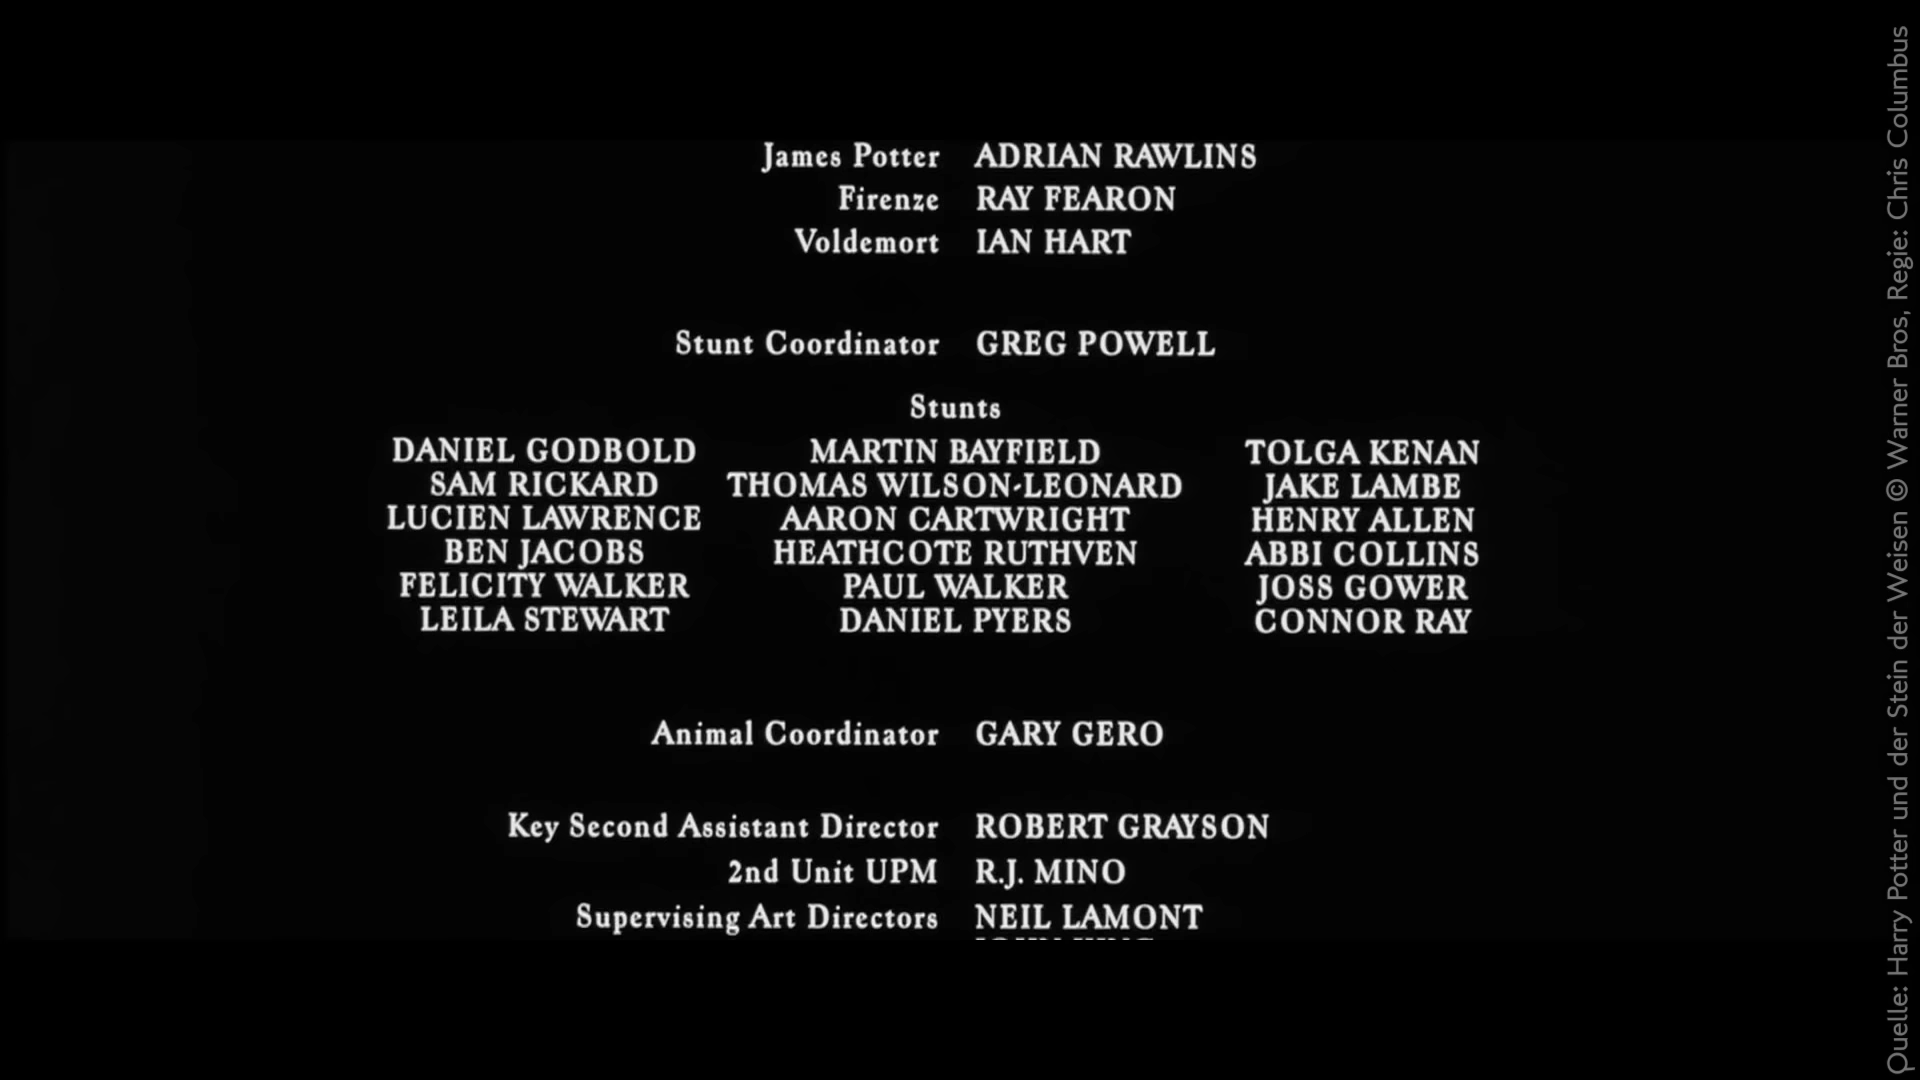 James Potter ADRIAN RAWLINS
Firenze RAY FEARON
Voldemort IAN HART
Stunt Coordinator GREG POWELL
Stunts
DANIEL GODBOLD MARTIN BAYFIELD TOLGA KENAN
SAM RICKARD THOMAS WILSON-LEONARD JAKE LAMBE
LUCIEN LAWRENCE AARON CARTWRIGHT HENRY ALLEN
BEN JACOBS HEATHCOTE RUTHVEN ABBI COLLINS
FELICITY WALKER PAUL WALKER JOSS GOWER
LEILA STEWART DANIEL PYERS CONNOR RAY
Animal Coordinator GARY GERO
Key Second Assistant Director ROBERT GRAYSON
2nd Unit UPM R.J. MINO
Supervising Art Directors NEIL LAMONT
Quelle: Harry Potter und der Stein der Weisen © Warner Bros, Regie: Chris Columbus